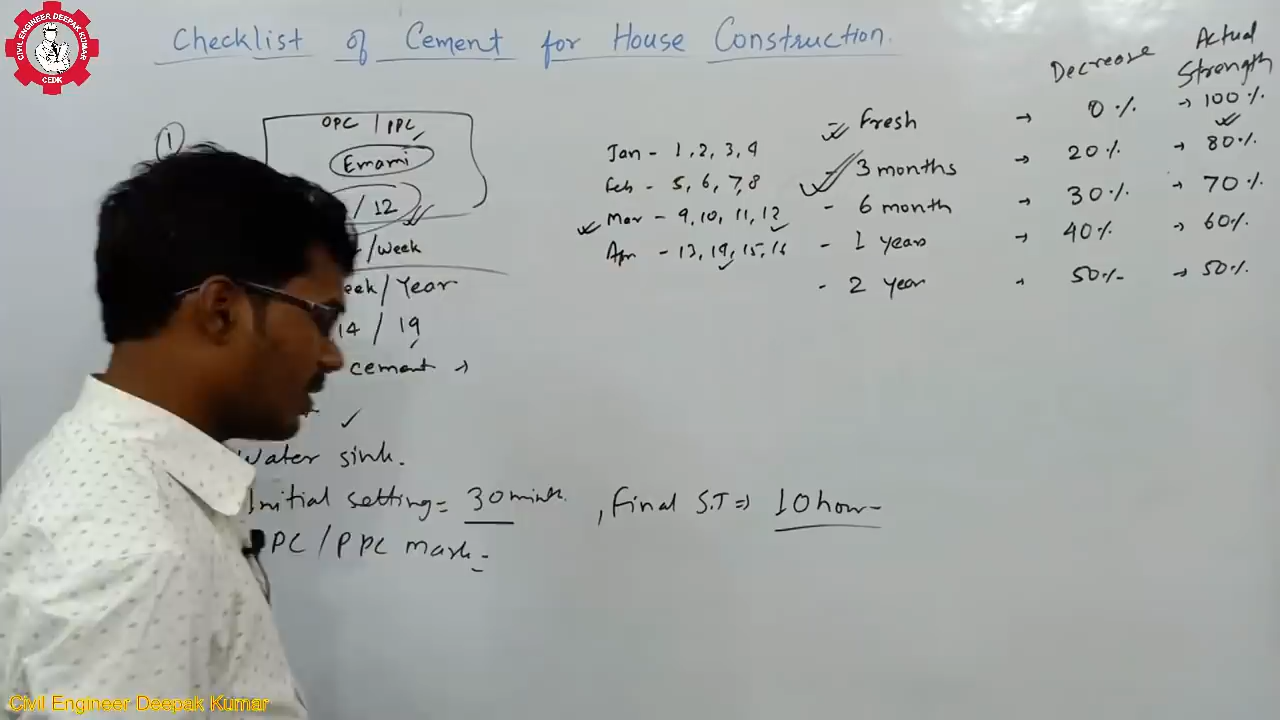 CIVIL ENGINEER DEEPAK KUMAR
CEDK
Checklist of Cement for House Construction.
①
OPC / PPC
Emami
/ 12
/week
eek/Year
14 / 19
cement →
Water sink.
Initial setting = 30 minte. , final S.T ⇒ 10 hour
PC / PPC mark -
Jan - 1, 2, 3, 4
Feb - 5, 6, 7, 8
Mar - 9, 10, 11, 12
Apr - 13, 14, 15, 16
Decrease Actual Strength
- Fresh → 0 % → 100 %
- 3 months → 20 % → 80 %
- 6 month → 30 % → 70 %
- 1 years → 40 % → 60 %
- 2 year → 50 % → 50 %
Civil Engineer Deepak Kumar